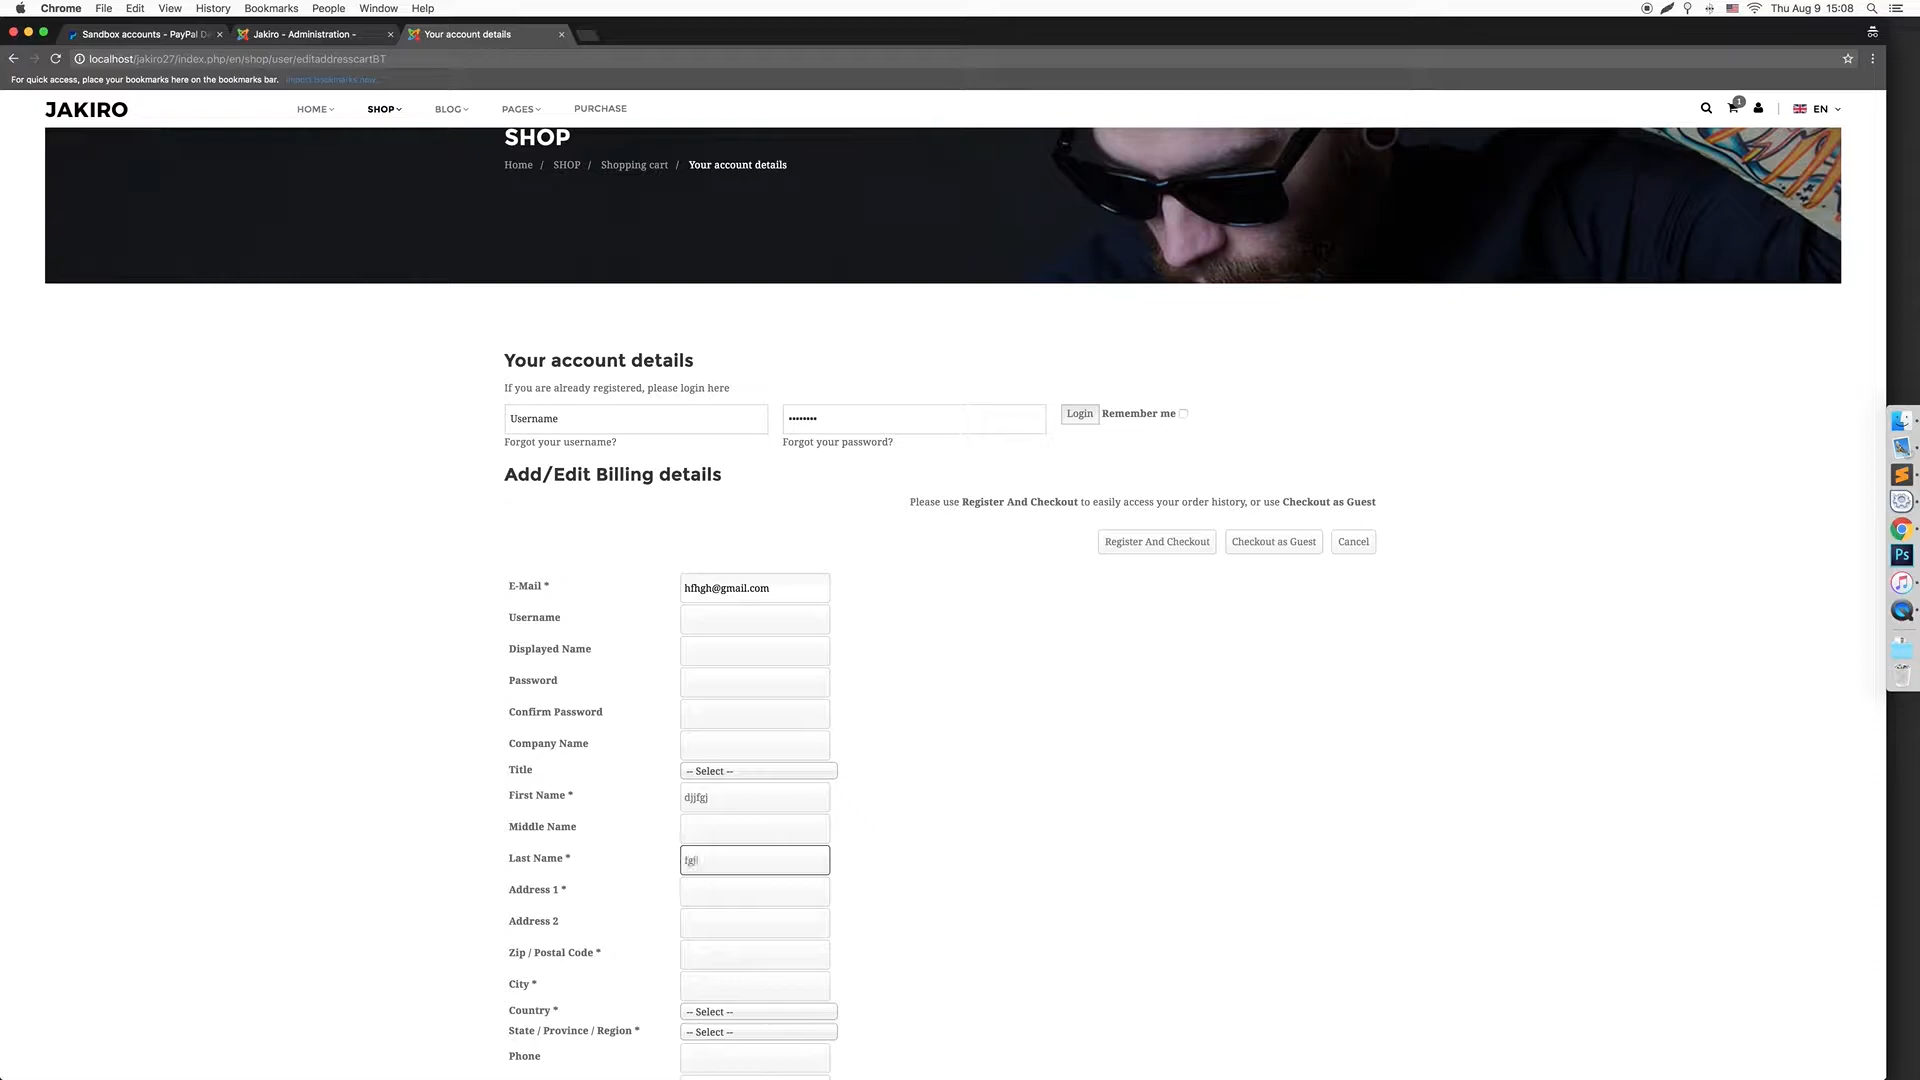 Chrome File Edit View History Bookmarks People Window Help Thu Aug 9 15:08
Sandbox accounts - PayPal De × Jakiro - Administration - × Your account details ×
localhost/jakiro27/index.php/en/shop/user/editaddresscartBT
For quick access, place your bookmarks here on the bookmarks bar. Import bookmarks now...
JAKIRO HOME SHOP BLOG PAGES PURCHASE 1 | EN
SHOP
Home / SHOP / Shopping cart / Your account details
Your account details
If you are already registered, please login here
Username •••••••• Login Remember me
Forgot your username? Forgot your password?
Add/Edit Billing details
Please use Register And Checkout to easily access your order history, or use Checkout as Guest
Register And Checkout Checkout as Guest Cancel
E-Mail * hfhgh@gmail.com
Username
Displayed Name
Password
Confirm Password
Company Name
Title -- Select --
First Name * djjfgj
Middle Name
Last Name *
Address 1 *
Address 2
Zip / Postal Code *
City *
Country * -- Select --
State / Province / Region * -- Select --
Phone
Ps